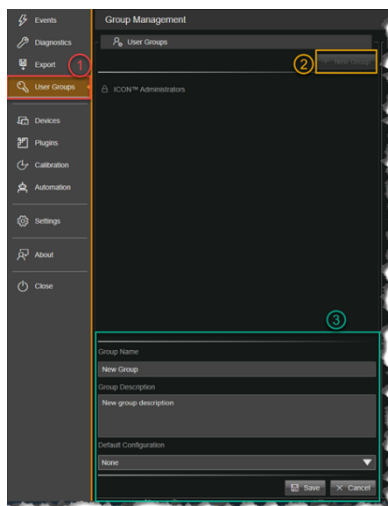 Events
Diagnostics
Export
User Groups
Devices
Plugins
Calibration
Automation
Settings
About
Close
1
Group Management
User Groups
2
+ New Group
ICON™ Administrators
3
Group Name
New Group
Group Description
New group description
Default Configuration
None
Save
Cancel